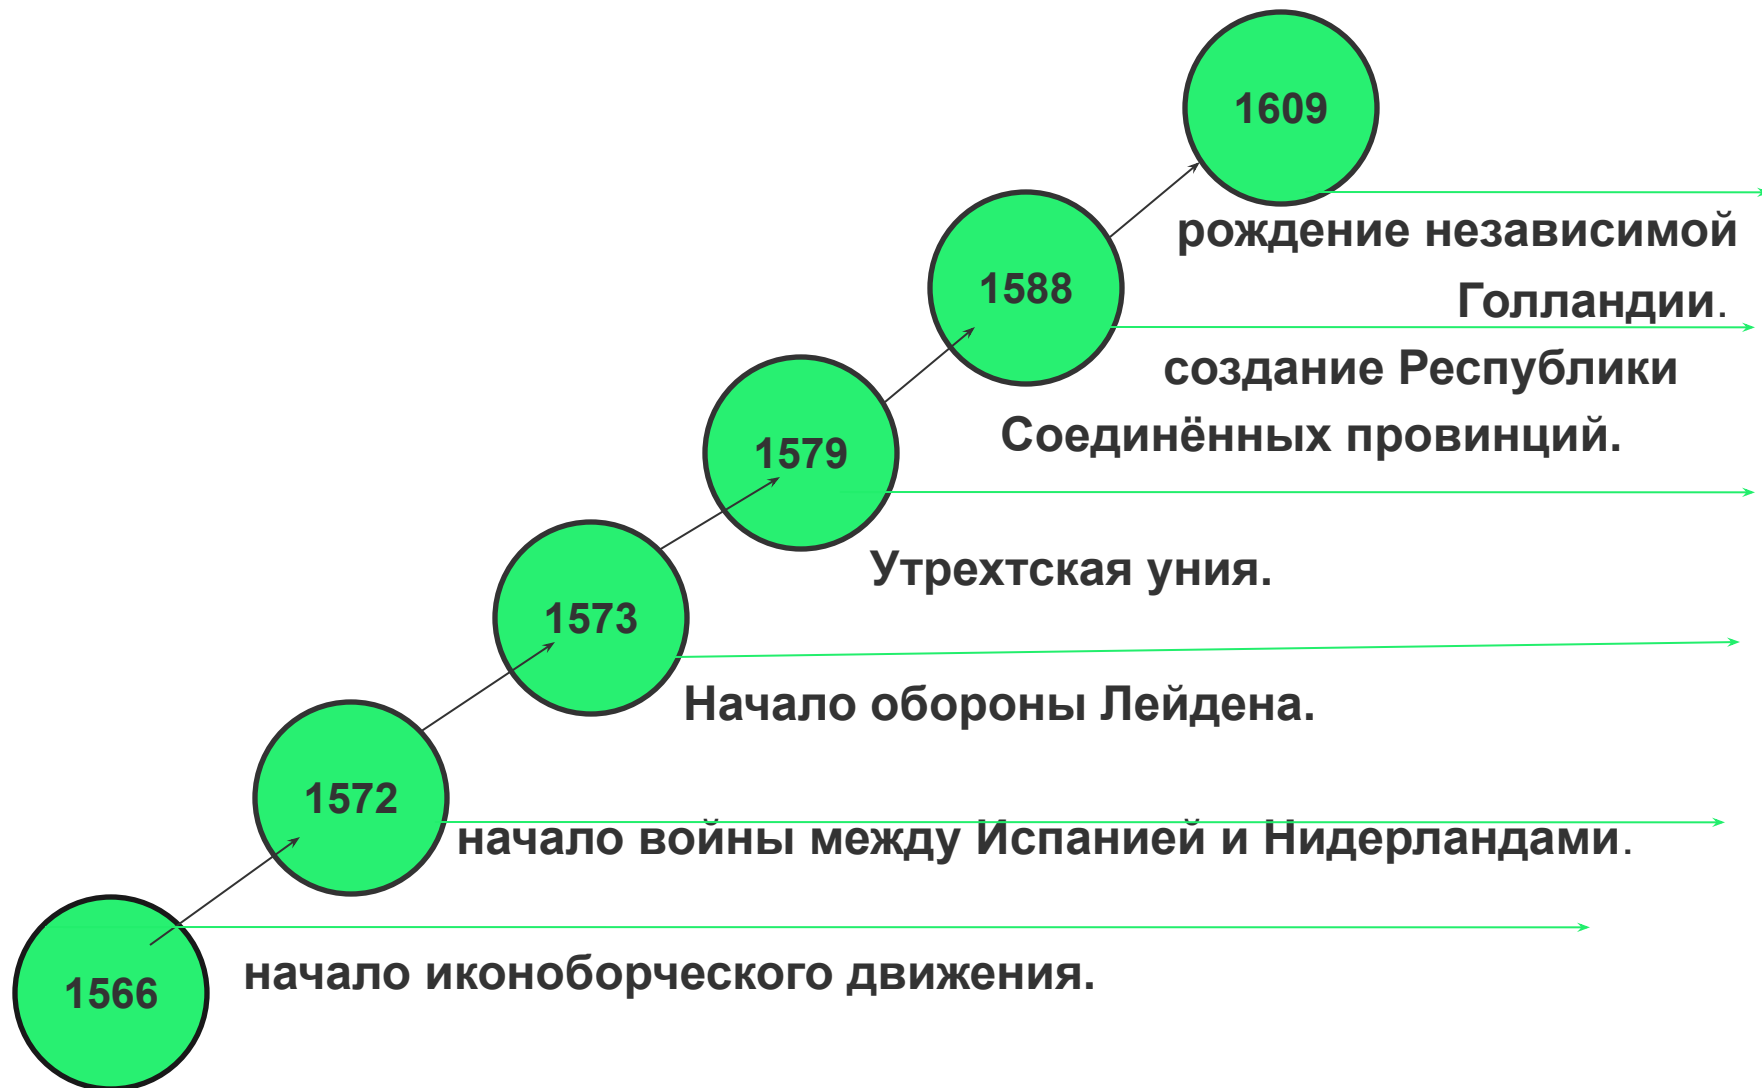 1609
рождение независимой
Голландии.
1588
создание Республики
Соединённых провинций.
1579
Утрехтская уния.
1573
Начало обороны Лейдена.
1572
начало войны между Испанией и Нидерландами.
1566
начало иконоборческого движения.